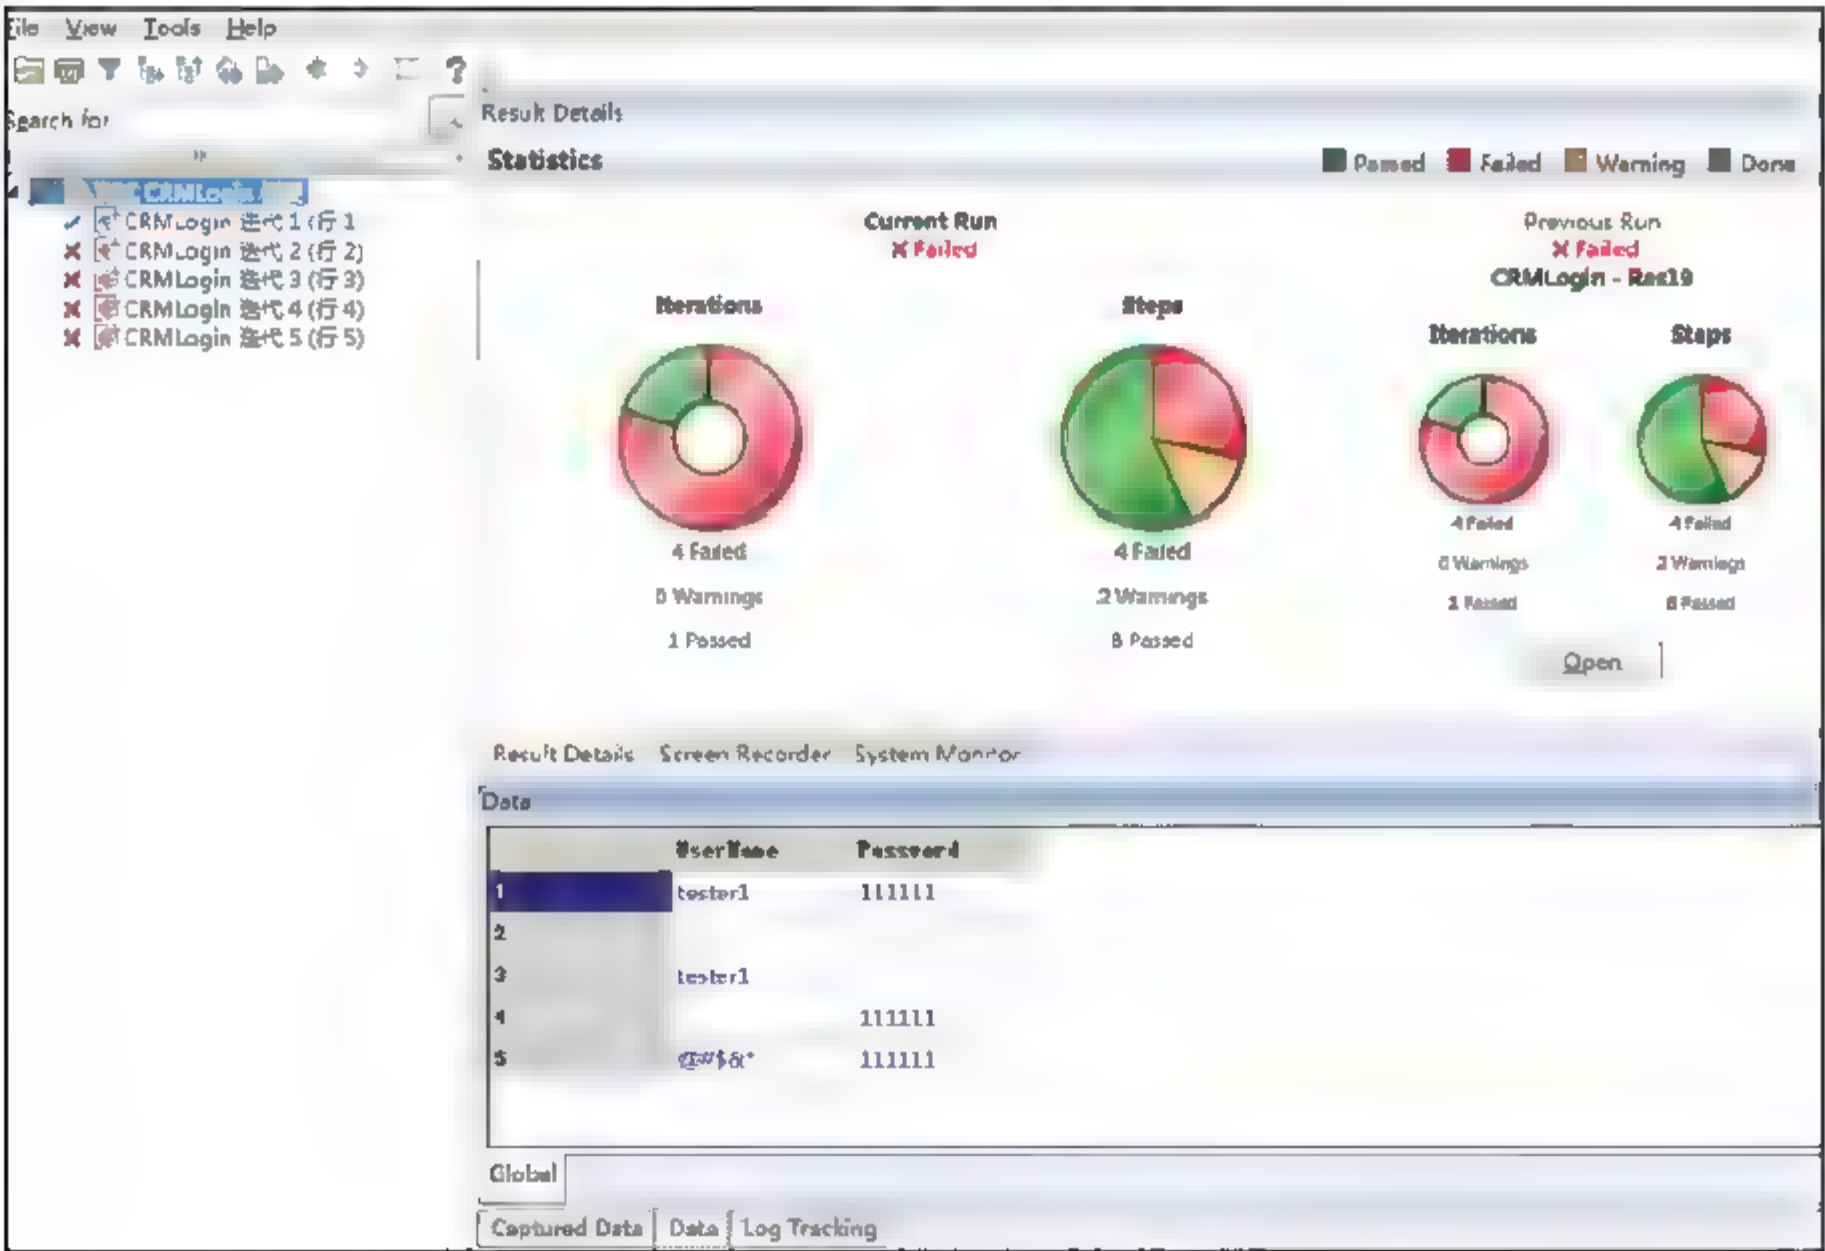 File View Tools Help
Search for
CRMLogin
CRMLogin 迭代 1 (行 1
CRMLogin 迭代 2 (行 2)
CRMLogin 迭代 3 (行 3)
CRMLogin 迭代 4 (行 4)
CRMLogin 迭代 5 (行 5)
Result Details
Statistics
Passed Failed Warning Done
Current Run
Failed
Iterations
4 Failed
0 Warnings
1 Passed
Steps
4 Failed
2 Warnings
8 Passed
Previous Run
Failed
CRMLogin - Res19
Iterations
4 Failed
0 Warnings
1 Passed
Steps
4 Failed
2 Warnings
8 Passed
Open
Result Details Screen Recorder System Monitor
Data
UserName Password
1 tester1 111111
2
3 tester1
4 111111
5 111111
Global
Captured Data Data Log Tracking